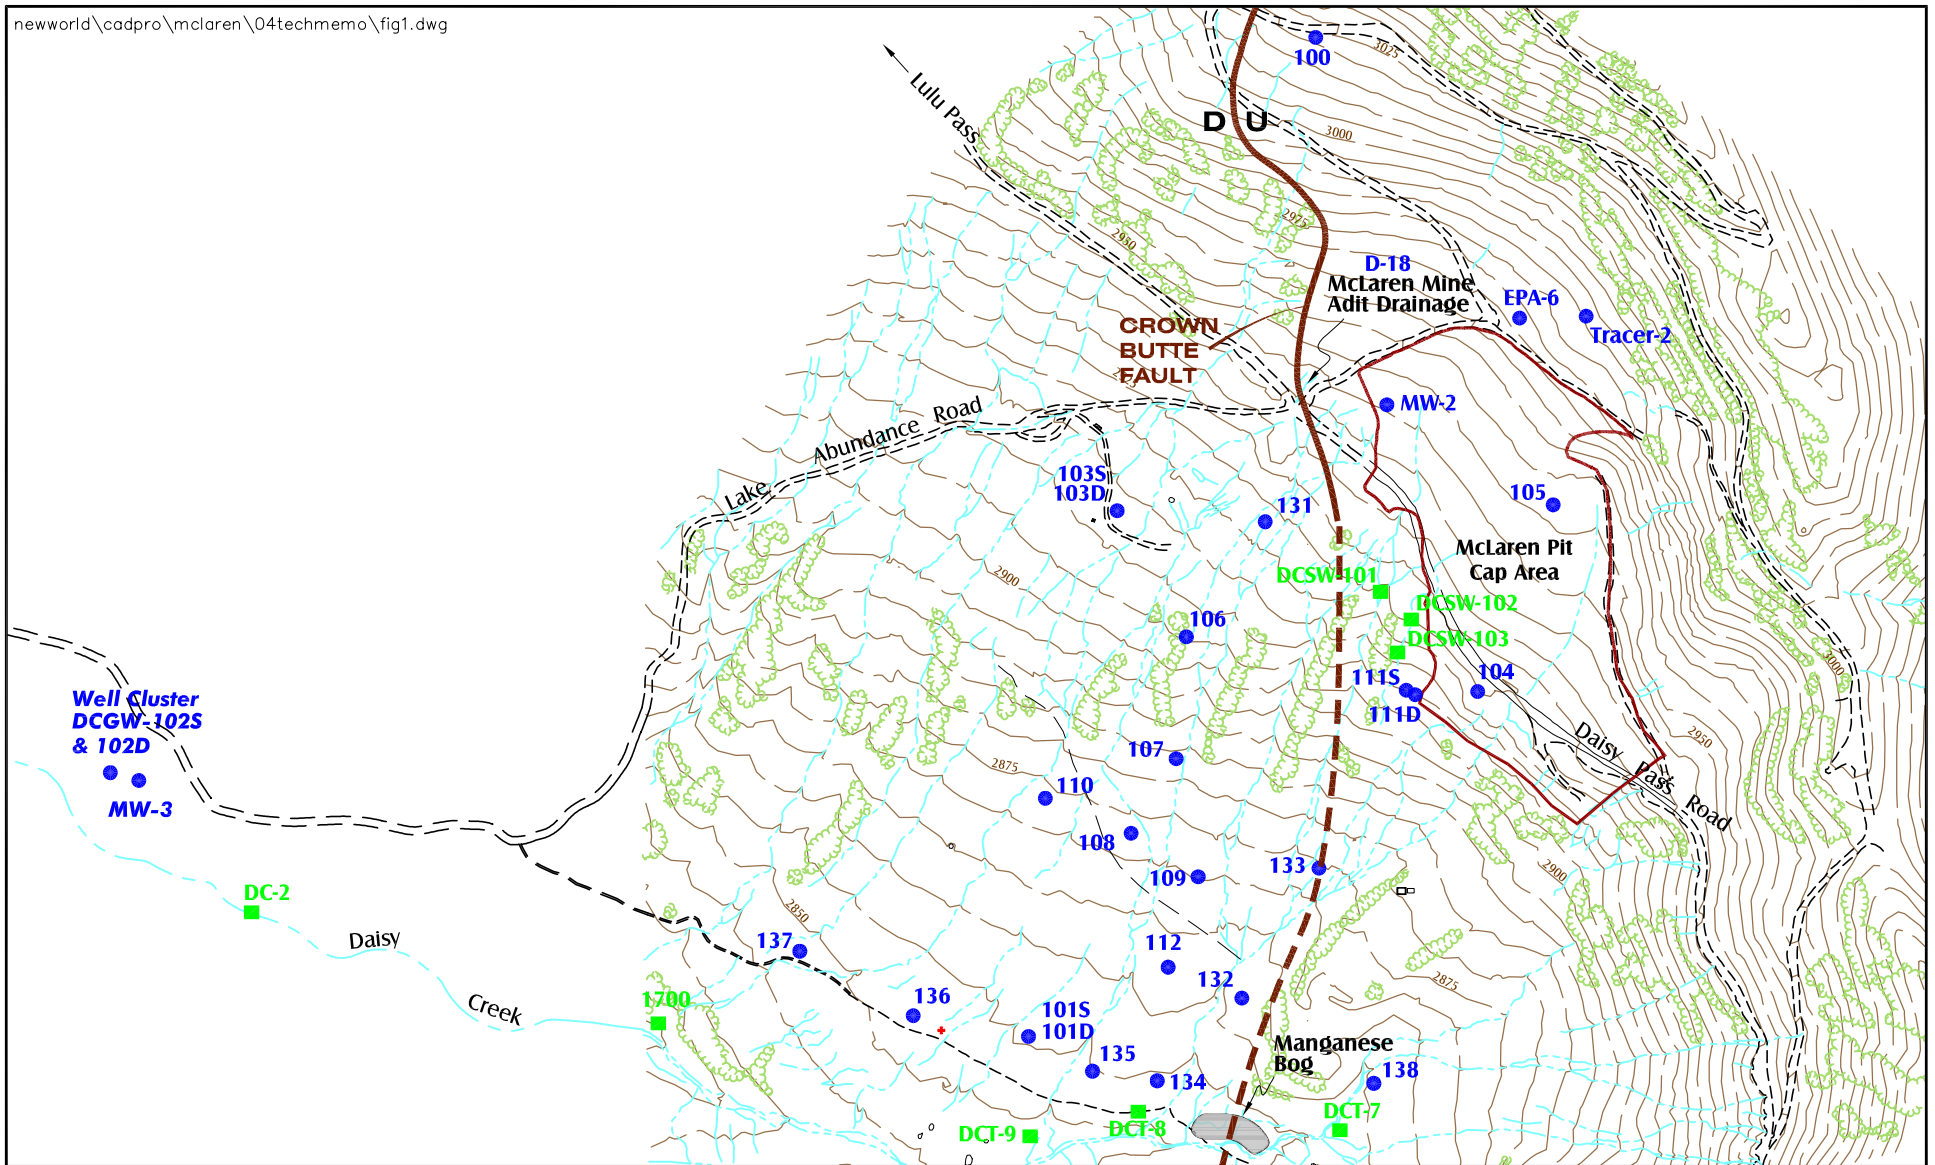 newworld\cadpro\mclaren\04techmemo\fig1.dwg
100
3025
Lulu Pass
D U
3000
2975
2950
D-18
McLaren Mine
Adit Drainage
EPA-6
Tracer-2
CROWN
BUTTE
FAULT
MW-2
Lake Abundance Road
103S
103D
131
105
McLaren Pit
Cap Area
2900
DCSW-101
DCSW-102
DCSW-103
106
111S
111D
104
3000
Well Cluster
DCGW-102S
& 102D
MW-3
107
2875
110
108
109
133
Daisy Pass Road
2950
2900
DC-2
2850
137
Daisy Creek
112
132
2875
1700
136
101S
101D
135
134
Manganese
Bog
138
DCT-9
DCT-8
DCT-7